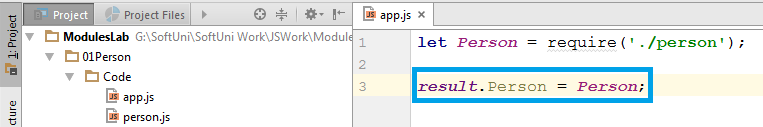 Project
Project Files
app.js
1: Project
cture
ModulesLab G:\SoftUni\SoftUni Work\JSWork\Module
01Person
Code
app.js
person.js
1 let Person = require('./person');
2
3 result.Person = Person;